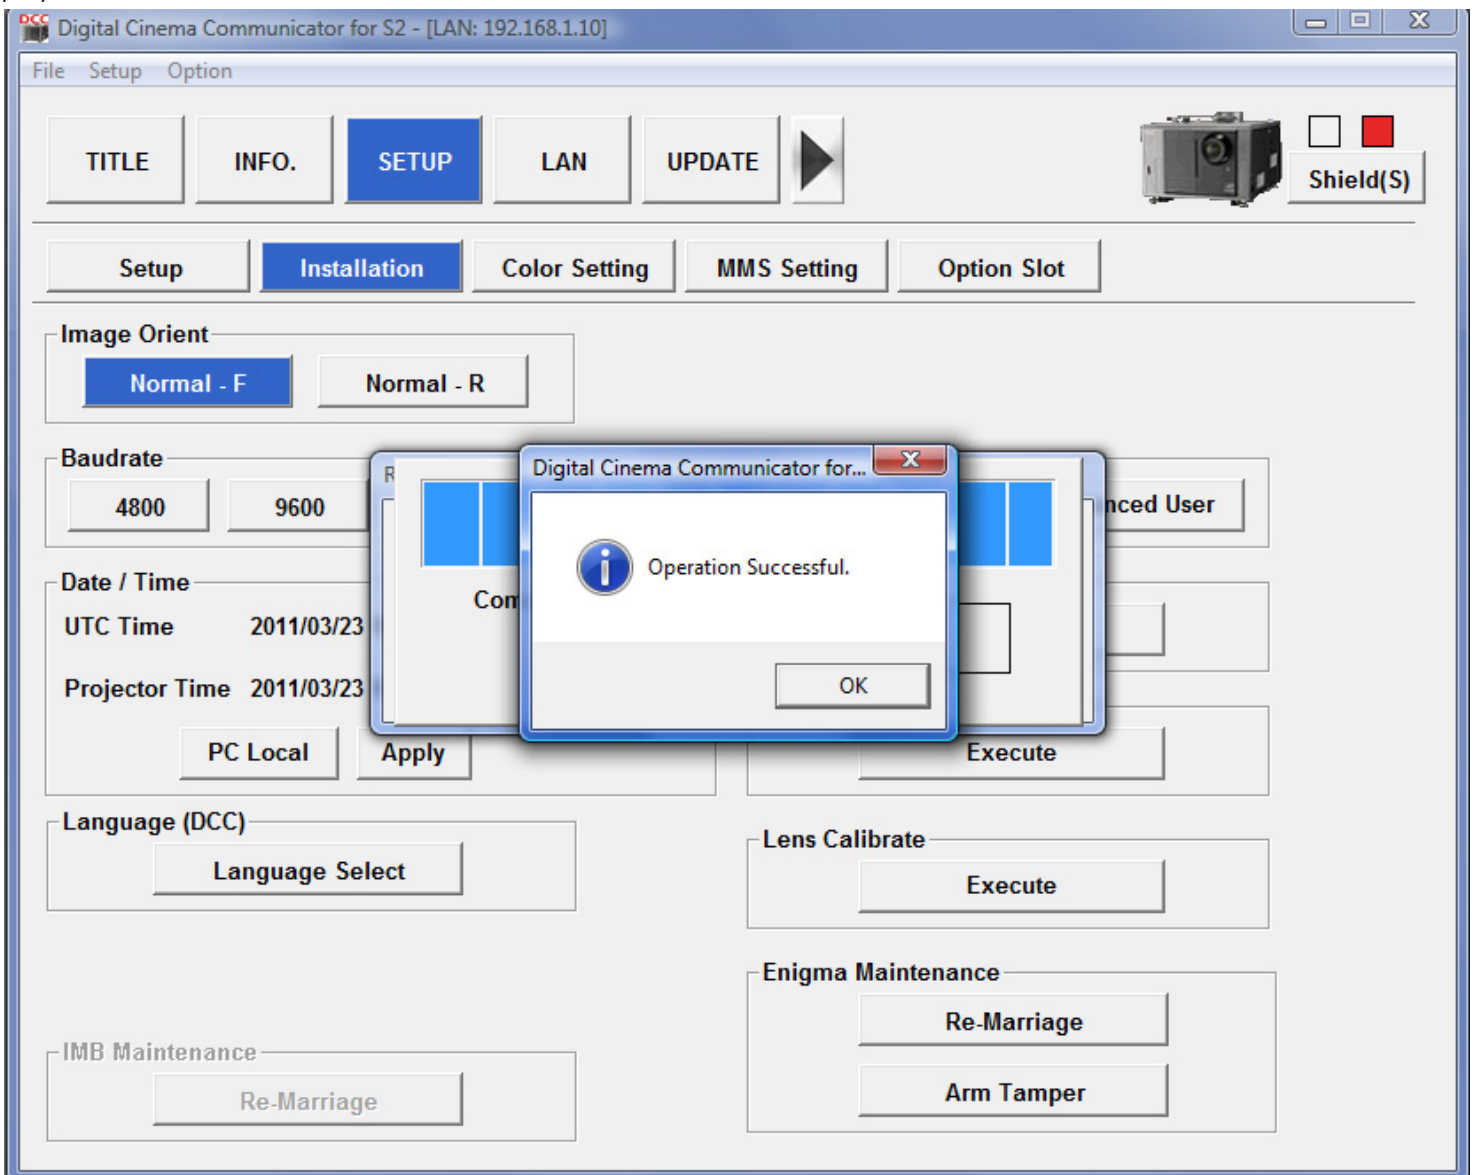 DCC
Digital Cinema Communicator for S2 - [LAN: 192.168.1.10]
File Setup Option
TITLE INFO. SETUP LAN UPDATE
Shield(S)
Setup Installation Color Setting MMS Setting Option Slot
Image Orient
Normal - F Normal - R
Baudrate
4800 9600
Digital Cinema Communicator for...
Operation Successful.
OK
User
Date / Time
UTC Time 2011/03/23
Projector Time 2011/03/23
PC Local Apply
Execute
Language (DCC)
Language Select
Lens Calibrate
Execute
Enigma Maintenance
Re-Marriage
Arm Tamper
IMB Maintenance
Re-Marriage